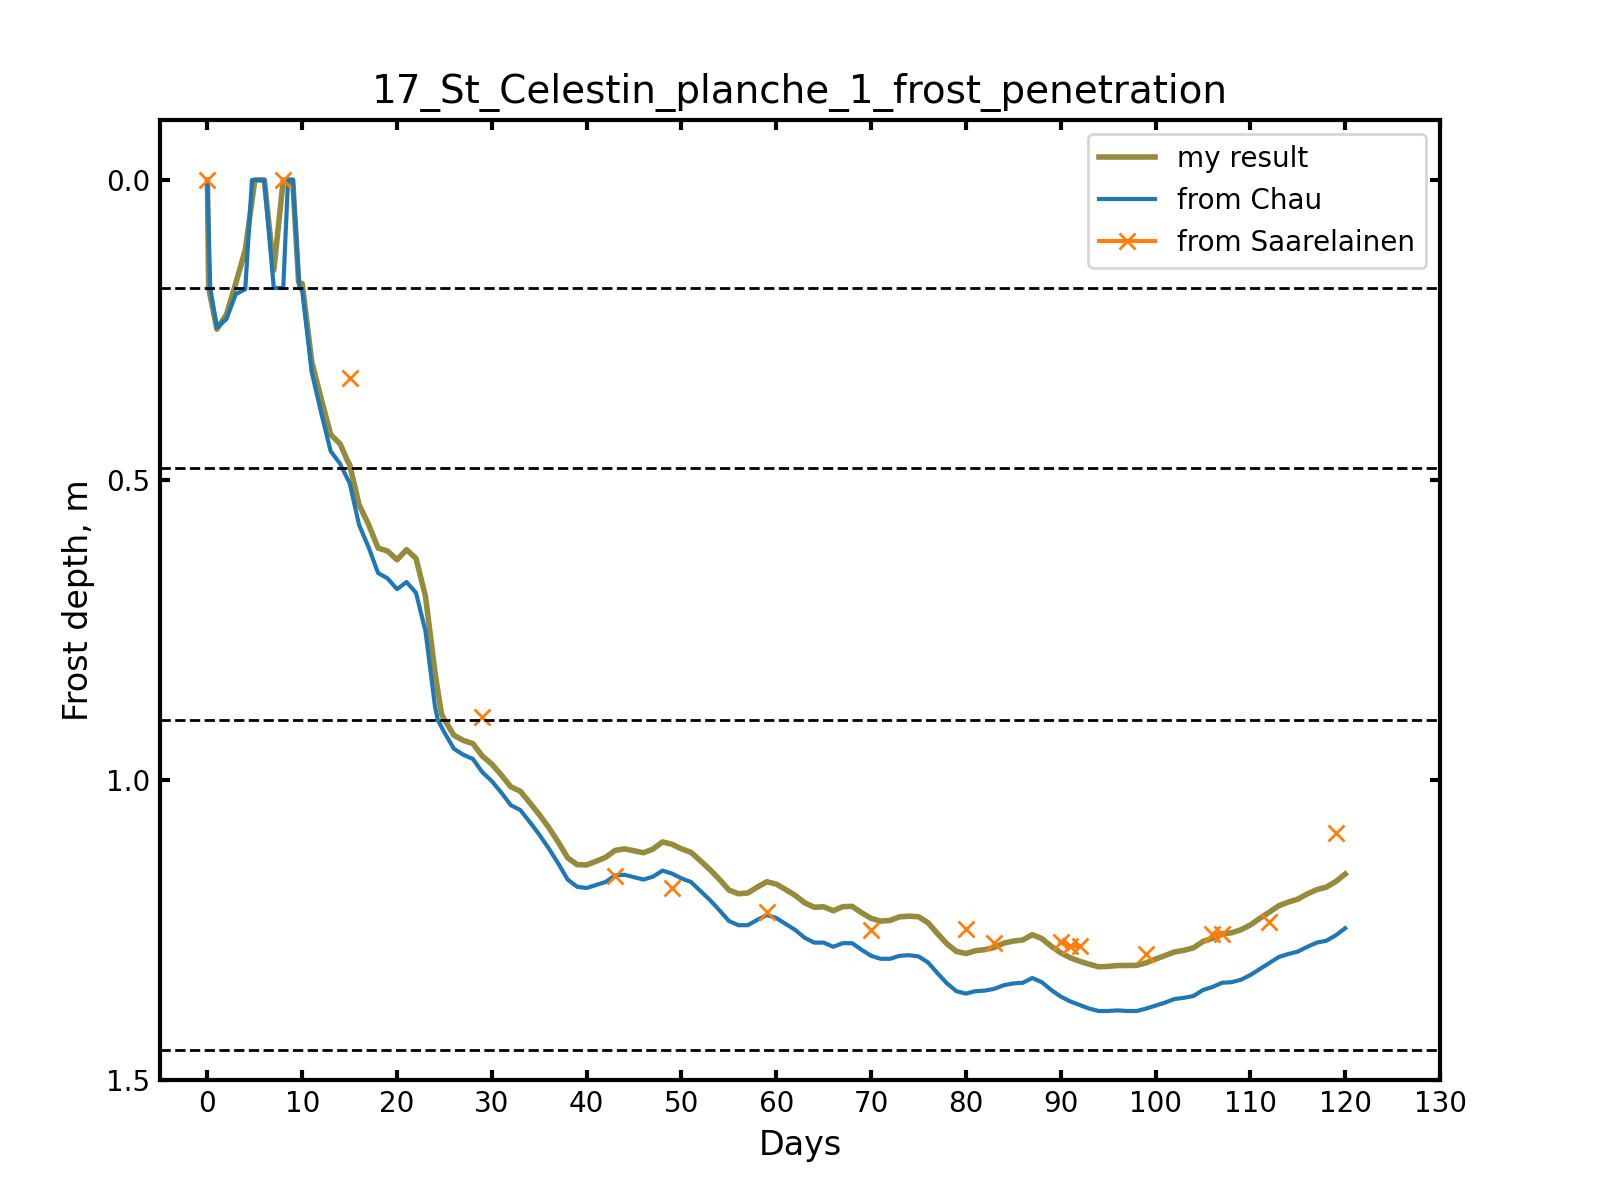 17_St_Celestin_planche_1_frost_penetration
my result
from Chau
from Saarelainen
0.0
0.5
1.0
1.5
Frost depth, m
0 10 20 30 40 50 60 70 80 90 100 110 120 130
Days